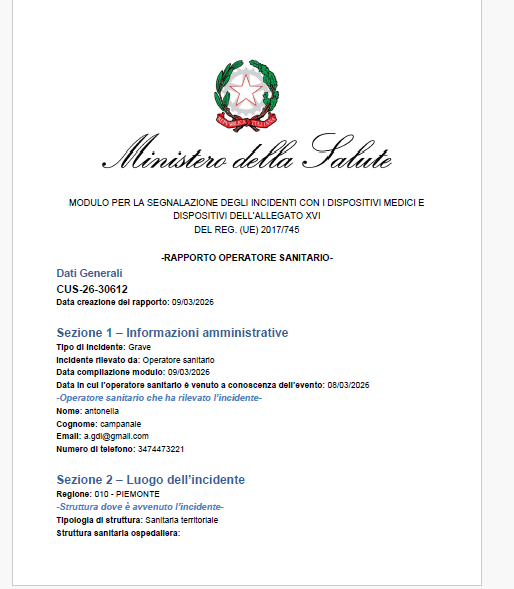 REPVBBLICA ITALIANA
Ministero della Salute
MODULO PER LA SEGNALAZIONE DEGLI INCIDENTI CON I DISPOSITIVI MEDICI E
DISPOSITIVI DELL'ALLEGATO XVI
DEL REG. (UE) 2017/745
-RAPPORTO OPERATORE SANITARIO-
Dati Generali
CUS-26-30612
Data creazione del rapporto: 09/03/2026
Sezione 1 – Informazioni amministrative
Tipo di incidente: Grave
Incidente rilevato da: Operatore sanitario
Data compilazione modulo: 09/03/2026
Data in cui l'operatore sanitario è venuto a conoscenza dell'evento: 08/03/2026
-Operatore sanitario che ha rilevato l'incidente-
Nome: antonella
Cognome: campanale
Email: a.gdl@gmail.com
Numero di telefono: 3474473221
Sezione 2 – Luogo dell'incidente
Regione: 010 - PIEMONTE
-Struttura dove è avvenuto l'incidente-
Tipologia di struttura: Sanitaria territoriale
Struttura sanitaria ospedaliera: